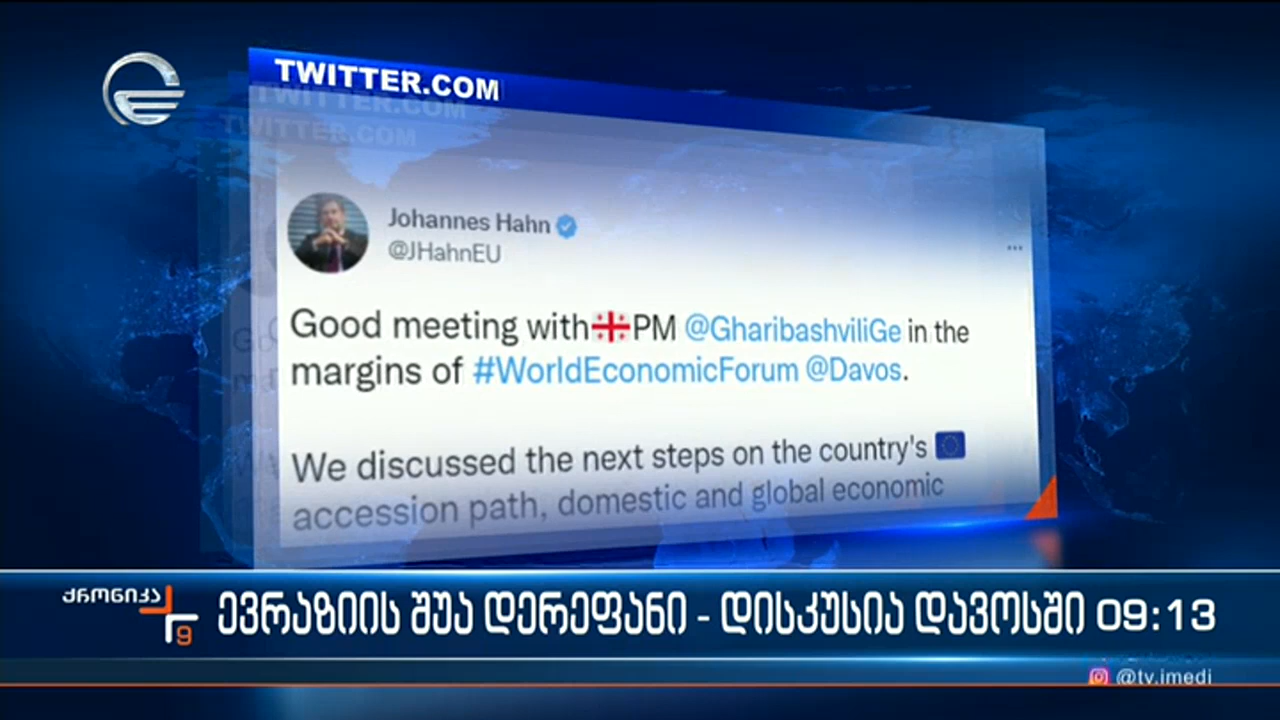 TWITTER.COM
Johannes Hahn
@JHahnEU
Good meeting with PM @GharibashviliGe in the
margins of #WorldEconomicForum @Davos.
We discussed the next steps on the country's
accession path, domestic and global economic
ქრონიკა
9
ევრაზიის შუა დერეფანი - დისკუსია დავოსში 09:13
@tv.imedi